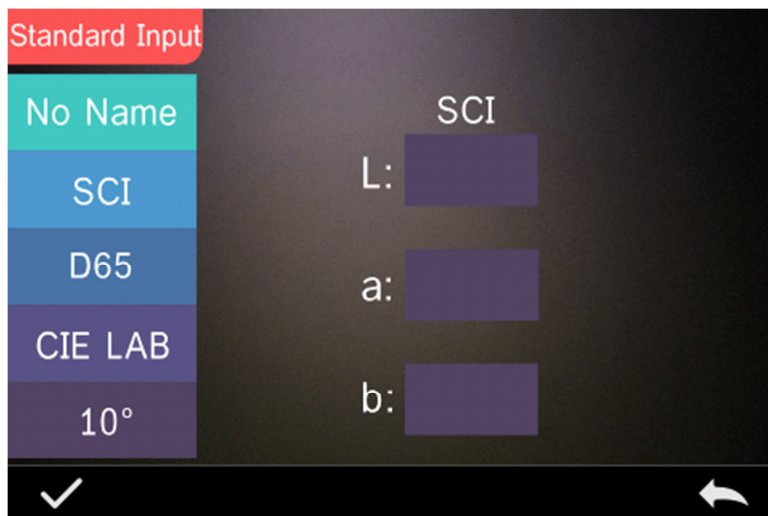 Standard Input
No Name
SCI
D65
CIE LAB
10°
SCI
L:
a:
b: